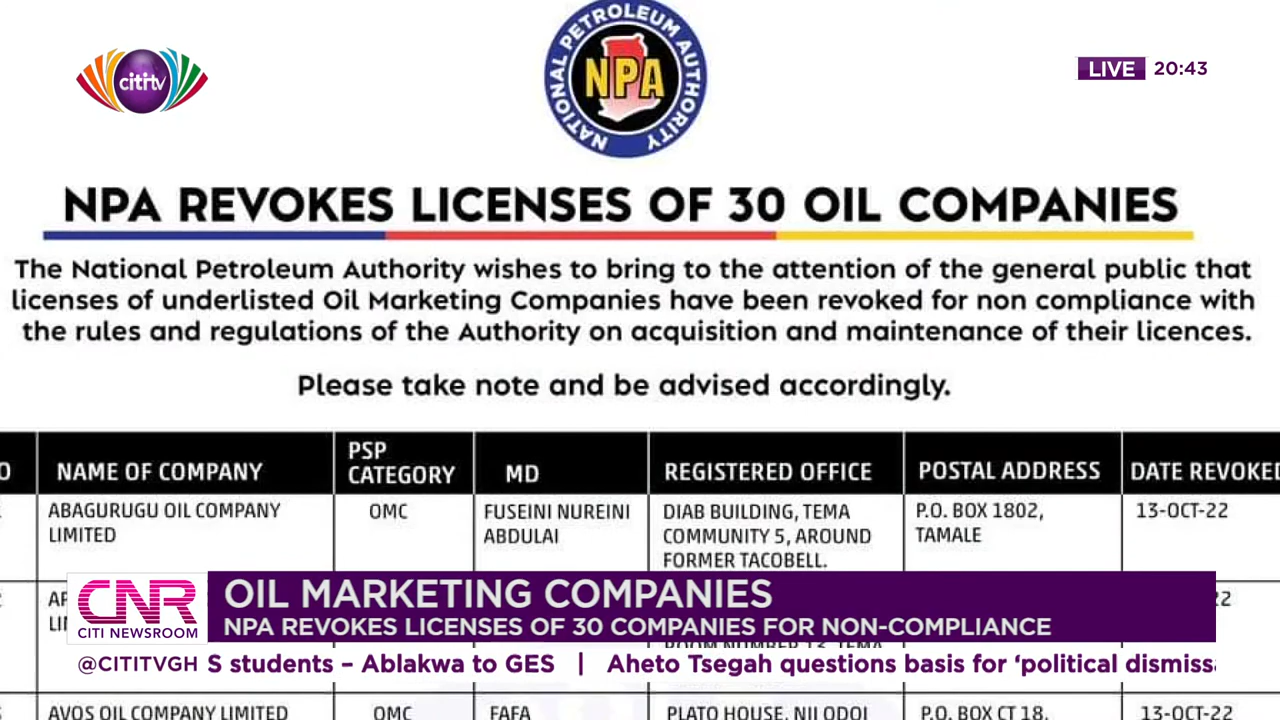 cititv
LIVE 20:43
NATIONAL PETROLEUM AUTHORITY
NPA
NPA REVOKES LICENSES OF 30 OIL COMPANIES
The National Petroleum Authority wishes to bring to the attention of the general public that
licenses of underlisted Oil Marketing Companies have been revoked for non compliance with
the rules and regulations of the Authority on acquisition and maintenance of their licences.
Please take note and be advised accordingly.
NAME OF COMPANY PSP CATEGORY MD REGISTERED OFFICE POSTAL ADDRESS DATE REVOKED
ABAGURUGU OIL COMPANY OMC FUSEINI NUREINI DIAB BUILDING, TEMA P.O. BOX 1802, 13-OCT-22
LIMITED ABDULAI COMMUNITY 5, AROUND TAMALE
FORMER TACOBELL.
CNR
CITI NEWSROOM
OIL MARKETING COMPANIES
NPA REVOKES LICENSES OF 30 COMPANIES FOR NON-COMPLIANCE
@CITITVGH S students – Ablakwa to GES | Aheto Tsegah questions basis for ‘political
AVOS OIL COMPANY LIMITED OMC FAFA PLATO HOUSE, NII ODOI P.O. BOX CT 18, 13-OCT-22